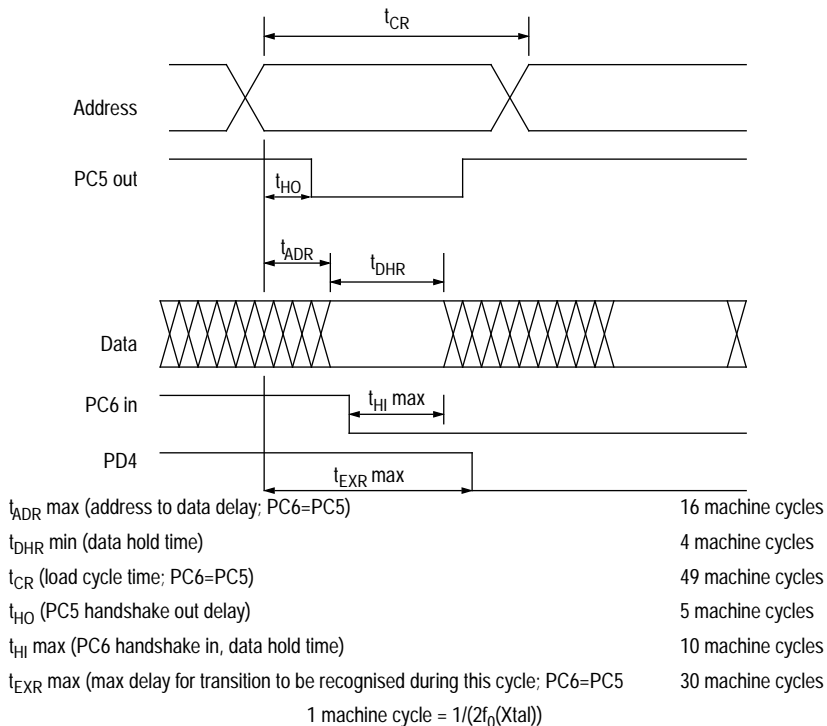 tCR
Address
PC5 out
tHO
tADR
tDHR
Data
PC6 in
tHI max
PD4
tEXR max
tADR max (address to data delay; PC6=PC5) 16 machine cycles
tDHR min (data hold time) 4 machine cycles
tCR (load cycle time; PC6=PC5) 49 machine cycles
tHO (PC5 handshake out delay) 5 machine cycles
tHI max (PC6 handshake in, data hold time) 10 machine cycles
tEXR max (max delay for transition to be recognised during this cycle; PC6=PC5 30 machine cycles
1 machine cycle = 1/(2f0(Xtal))